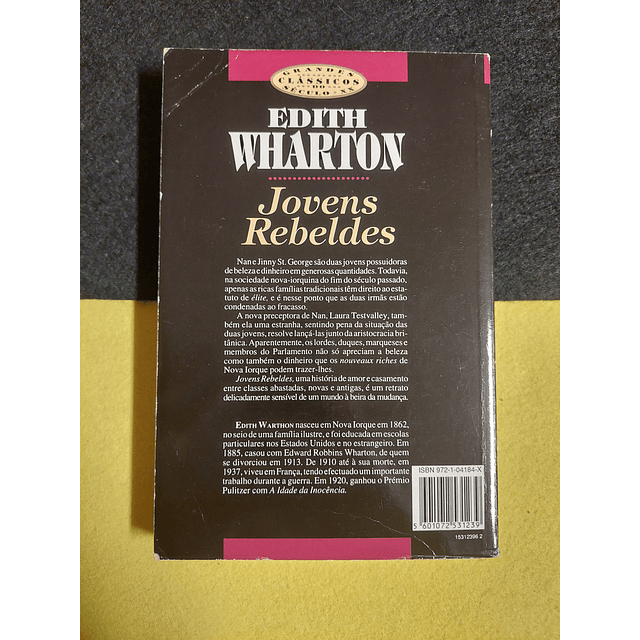 GRANDES
CLÁSSICOS
DO
SÉCULO XX
EDITH
WHARTON
Jovens
Rebeldes
Nan e Jinny St. George são duas jovens possuidoras
de beleza e dinheiro em generosas quantidades. Todavia,
na sociedade nova-iorquina do fim do século passado,
apenas as ricas famílias tradicionais têm direito ao esta-
tuto de élite, e é nesse ponto que as duas irmãs estão
condenadas ao fracasso.
A nova preceptora de Nan, Laura Testvalley, tam-
bém ela uma estranha, sentindo pena da situação das
duas jovens, resolve lançá-las junto da aristocracia bri-
tânica. Aparentemente, os lordes, duques, marqueses e
membros do Parlamento não só apreciam a beleza
como também o dinheiro que os nouveaux riches de
Nova Iorque podem trazer-lhes.
Jovens Rebeldes, uma história de amor e casamento
entre classes abastadas, novas e antigas, é um retrato
delicadamente sensível de um mundo à beira da mudança.
EDITH WARTHON nasceu em Nova Iorque em 1862,
no seio de uma família ilustre, e foi educada em escolas
particulares nos Estados Unidos e no estrangeiro. Em
1885, casou com Edward Robbins Wharton, de quem
se divorciou em 1913. De 1910 até à sua morte, em
1937, viveu em França, tendo efectuado um importante
trabalho durante a guerra. Em 1920, ganhou o Prémio
Pulitzer com A Idade da Inocência.
ISBN 972-1-04184-X
5 601072 531239
15312396 2